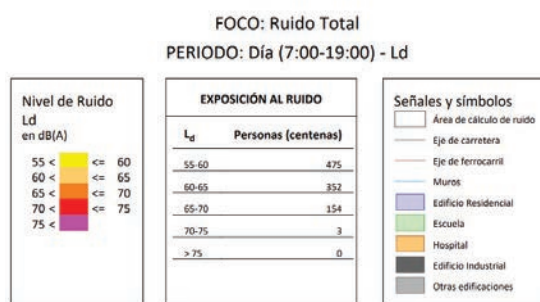 FOCO: Ruido Total
PERIODO: Día (7:00-19:00) - Ld
Nivel de Ruido
Ld
en dB(A)
55 < <= 60
60 < <= 65
65 < <= 70
70 < <= 75
75 <
EXPOSICIÓN AL RUIDO
Ld Personas (centenas)
55-60 475
60-65 352
65-70 154
70-75 3
> 75 0
Señales y símbolos
Área de cálculo de ruido
Eje de carretera
Eje de ferrocarril
Muros
Edificio Residencial
Escuela
Hospital
Edificio Industrial
Otras edificaciones